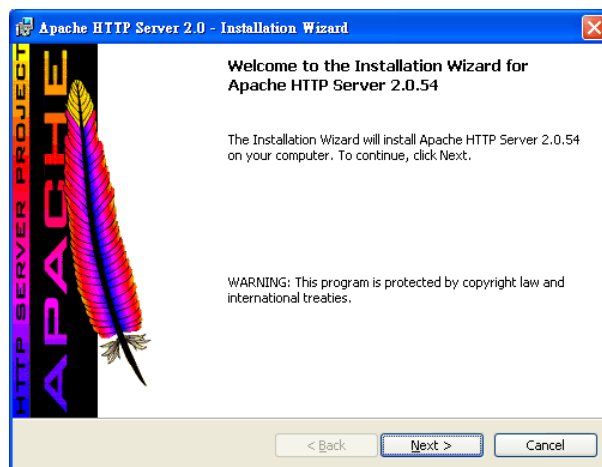 Apache HTTP Server 2.0 - Installation Wizard
HTTP SERVER PROJECT
APACHE
Welcome to the Installation Wizard for
Apache HTTP Server 2.0.54
The Installation Wizard will install Apache HTTP Server 2.0.54
on your computer. To continue, click Next.
WARNING: This program is protected by copyright law and
international treaties.
< Back
Next >
Cancel